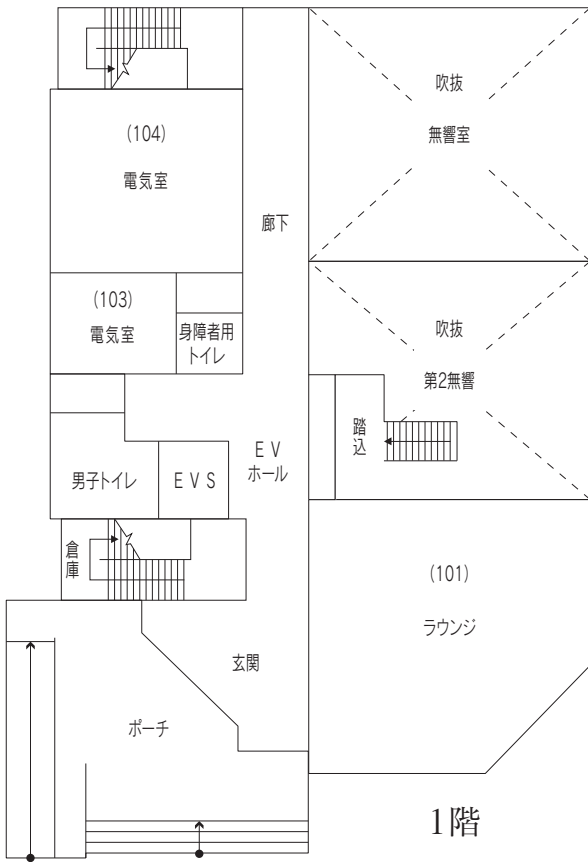 吹抜
無響室
(104)
電気室
廊下
(103)
電気室
身障者用
トイレ
吹抜
第2無響
踏込
E V
ホール
男子トイレ
E V S
倉庫
(101)
ラウンジ
玄関
ポーチ
1階